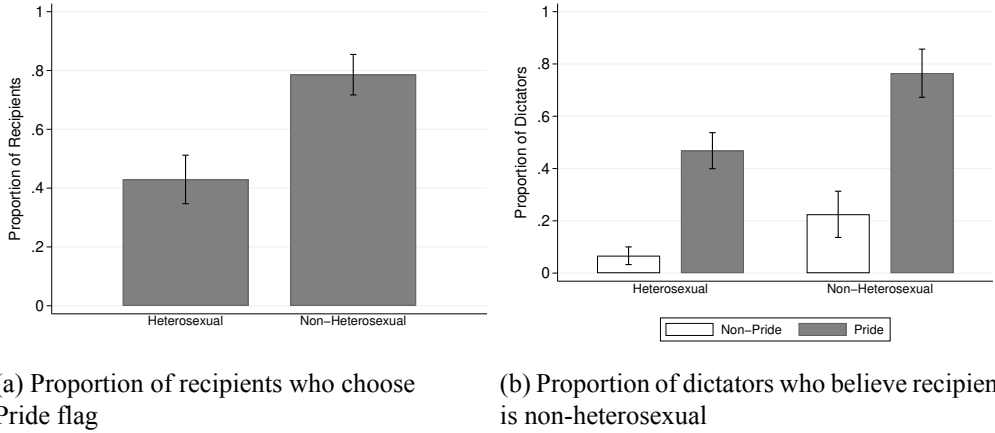 1
.8
.6
.4
.2
0
Proportion of Recipients
Heterosexual
Non−Heterosexual
1
.8
.6
.4
.2
0
Proportion of Dictators
Heterosexual
Non−Heterosexual
Non−Pride
Pride
(a) Proportion of recipients who choose
Pride flag
(b) Proportion of dictators who believe recipien
is non-heterosexual